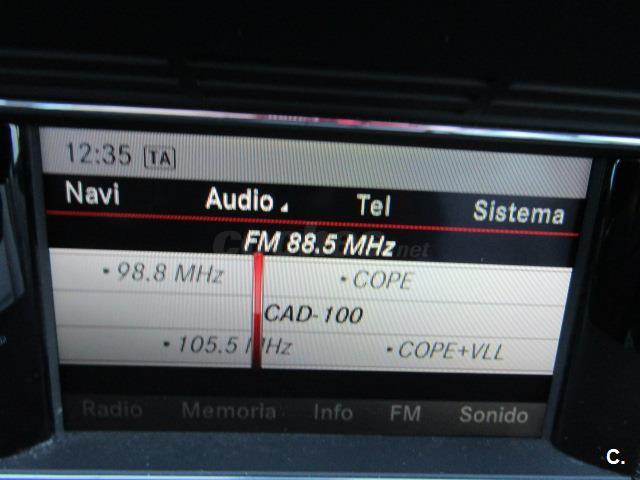 12:35 TA
Navi Audio Tel Sistema
FM 88.5 MHz
• 98.8 MHz • COPE
CAD-100
• 105.5 MHz • COPE+VLL
Radio Memoria Info FM Sonido
C.